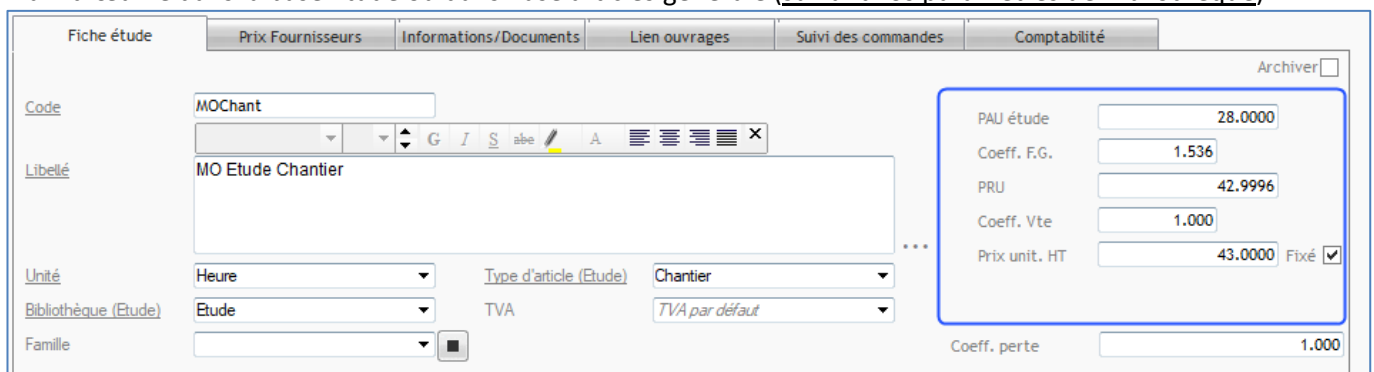 Fiche étude Prix Fournisseurs Informations/Documents Lien ouvrages Suivi des commandes Comptabilité
Archiver
Code MOChant
G I S abc A
Libellé MO Etude Chantier
...
Unité Heure Type d'article (Etude) Chantier
Bibliothèque (Etude) Etude TVA TVA par défaut
Famille
PAU étude 28.0000
Coeff. F.G. 1.536
PRU 42.9996
Coeff. Vte 1.000
Prix unit. HT 43.0000 Fixé
Coeff. perte 1.000